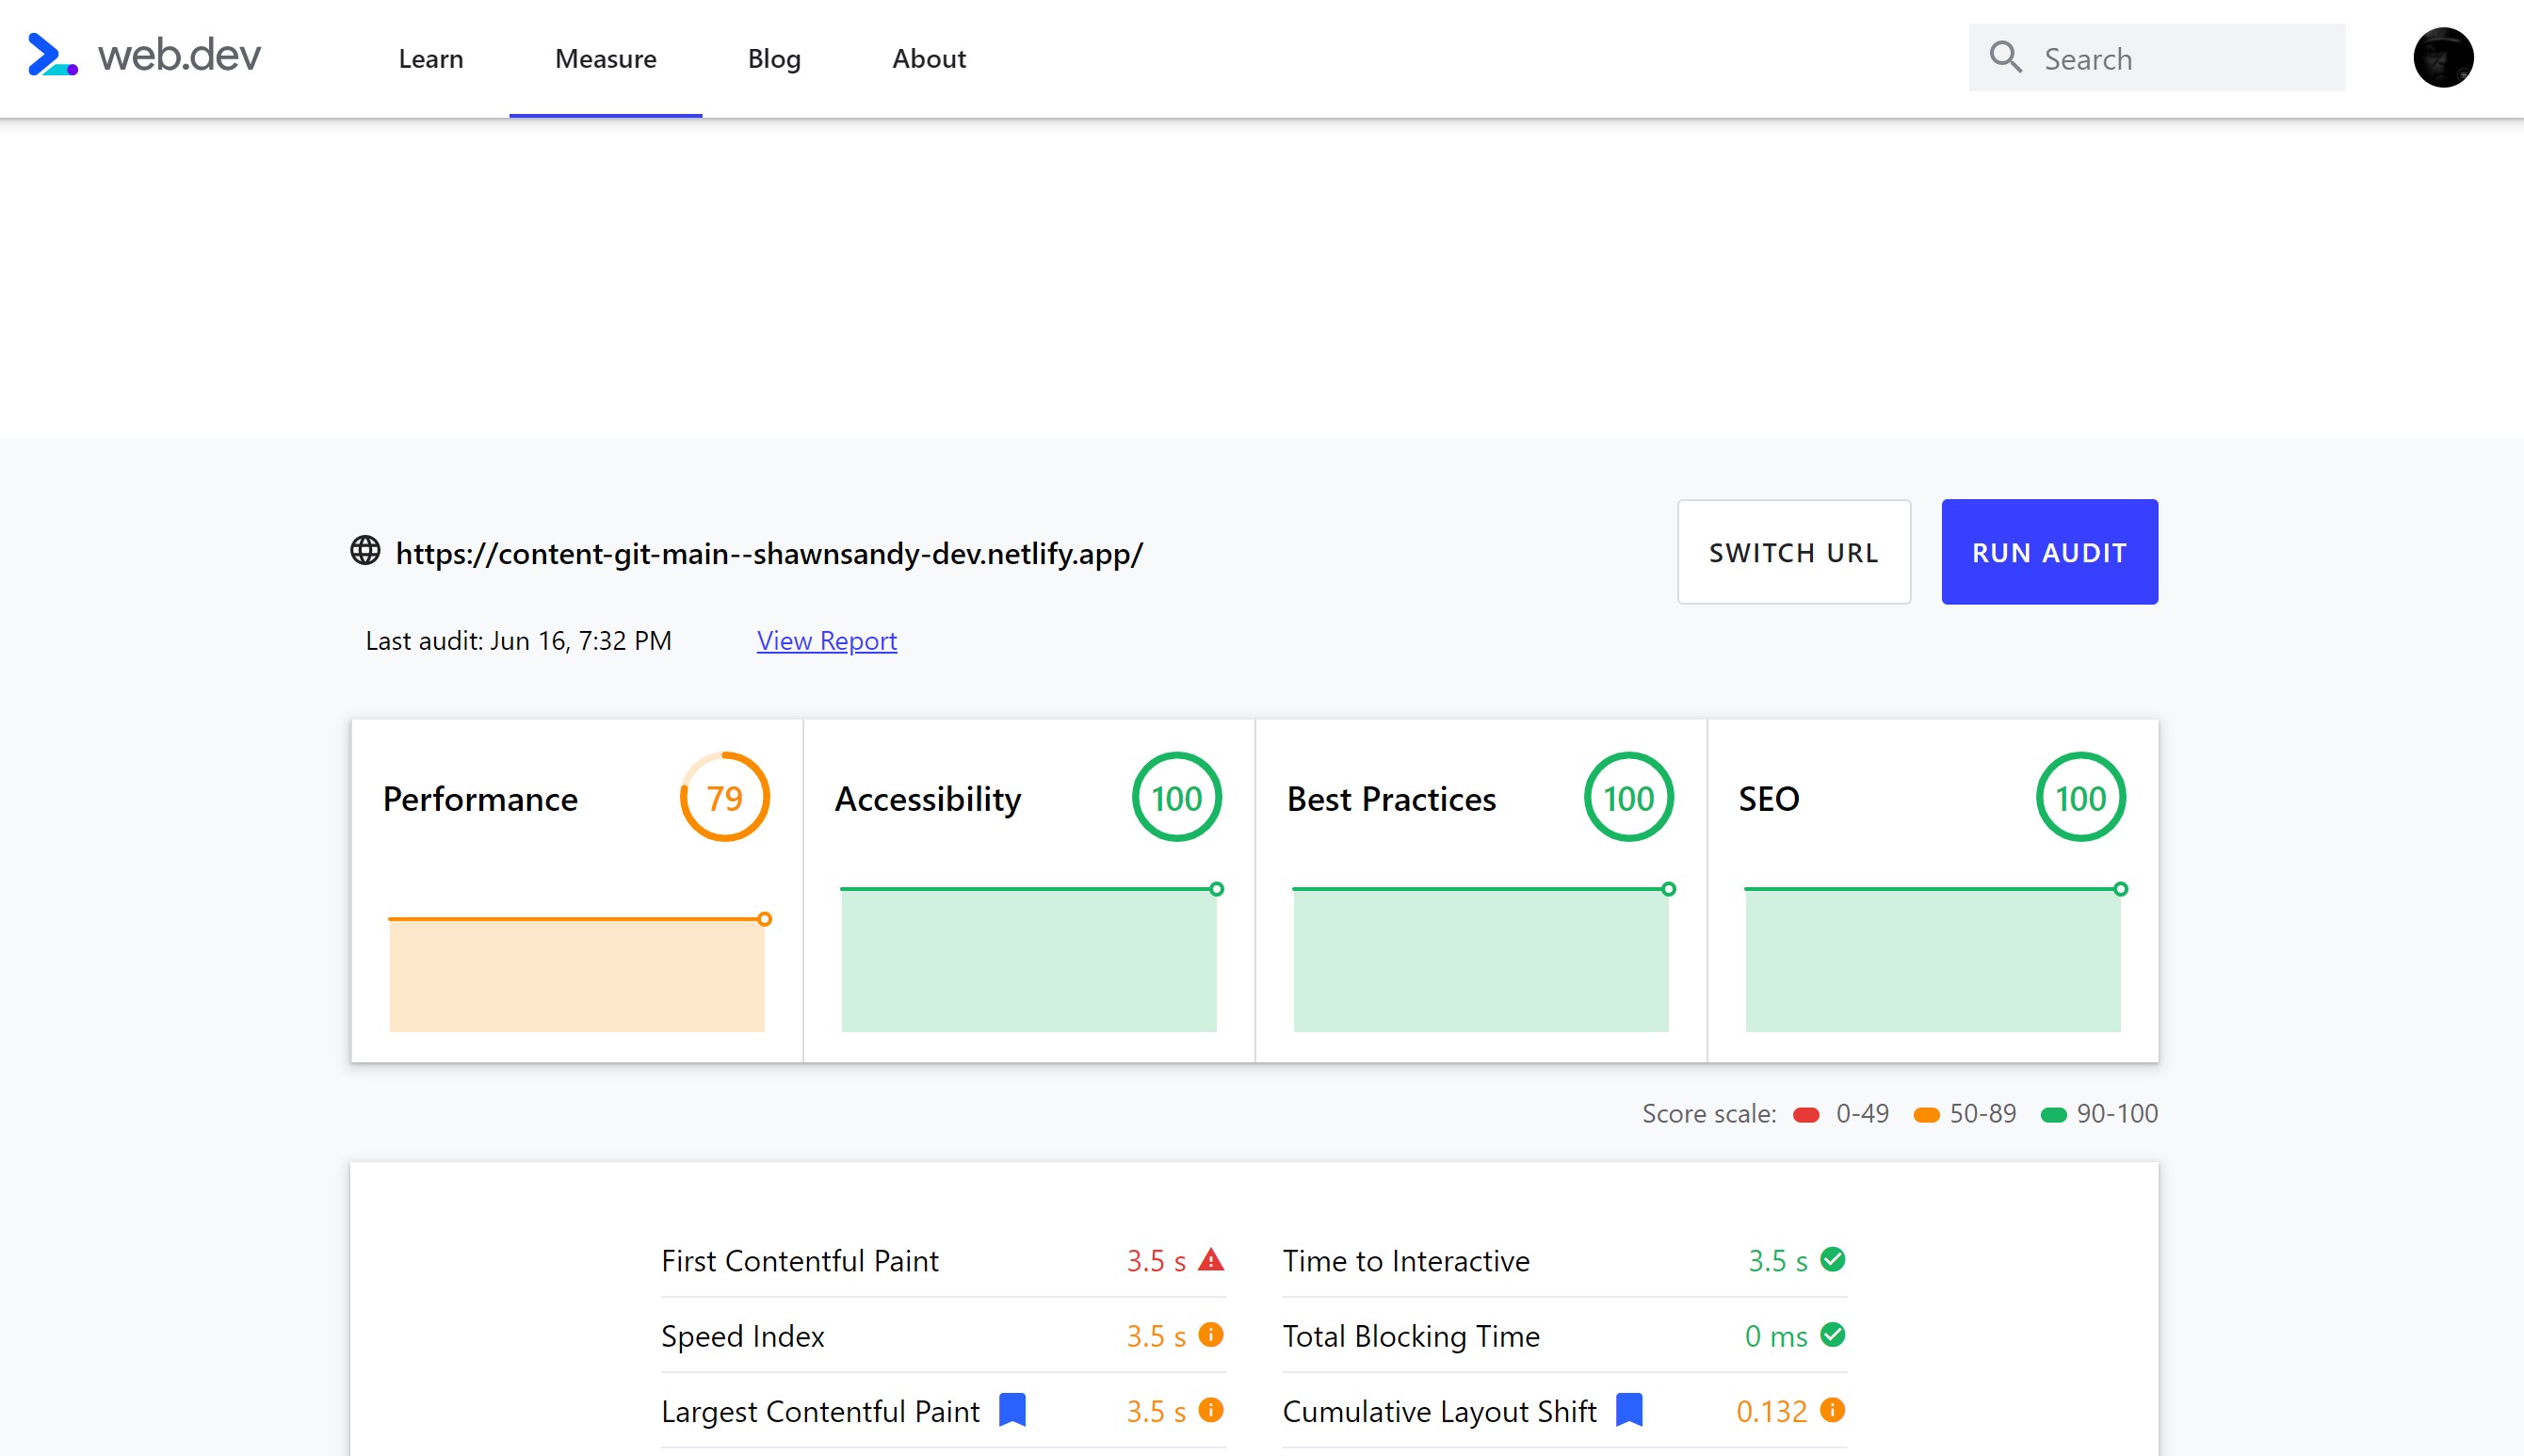 web.dev
Learn Measure Blog About
Search
https://content-git-main--shawnsandy-dev.netlify.app/
SWITCH URL
RUN AUDIT
Last audit: Jun 16, 7:32 PM
View Report
Performance 79
Accessibility 100
Best Practices 100
SEO 100
Score scale: 0-49 50-89 90-100
First Contentful Paint 3.5 s
Time to Interactive 3.5 s
Speed Index 3.5 s
Total Blocking Time 0 ms
Largest Contentful Paint 3.5 s
Cumulative Layout Shift 0.132